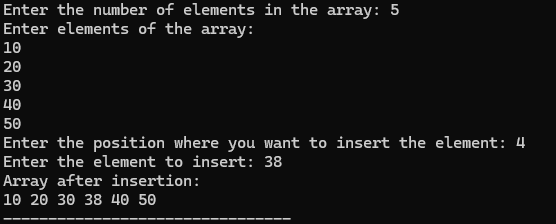 Enter the number of elements in the array: 5
Enter elements of the array:
10
20
30
40
50
Enter the position where you want to insert the element: 4
Enter the element to insert: 38
Array after insertion:
10 20 30 38 40 50
--------------------------------